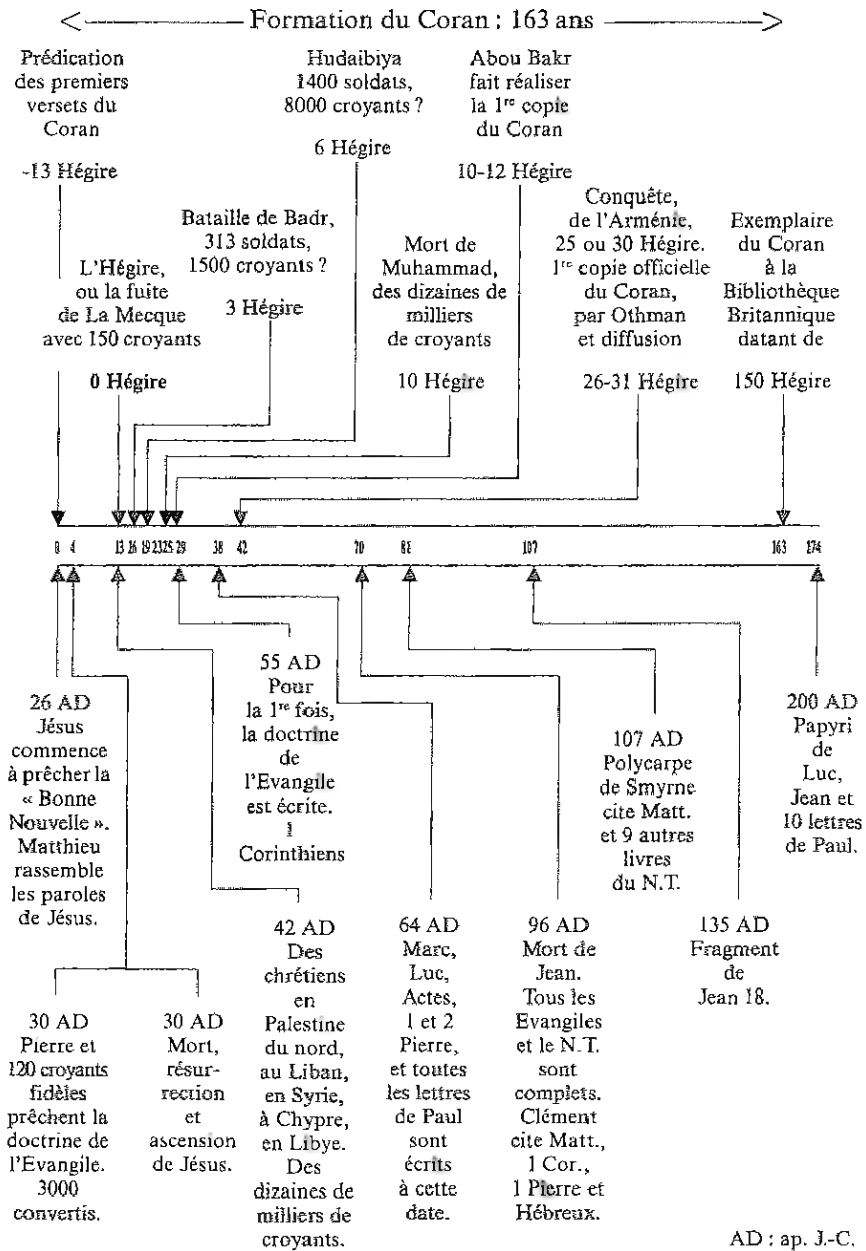 Formation du Coran : 163 ans
Prédication
des premiers
versets du
Coran
-13 Hégire
L'Hégire,
ou la fuite
de La Mecque
avec 150 croyants
0 Hégire
Bataille de Badr,
313 soldats,
1500 croyants ?
3 Hégire
Hudaibiya
1400 soldats,
8000 croyants ?
6 Hégire
Mort de
Muhammad,
des dizaines de
milliers
de croyants
10 Hégire
Abou Bakr
fait réaliser
la 1re copie
du Coran
10-12 Hégire
Conquête,
de l'Arménie,
25 ou 30 Hégire.
1re copie officielle
du Coran,
par Othman
et diffusion
26-31 Hégire
Exemplaire
du Coran
à la
Bibliothèque
Britannique
datant de
150 Hégire
4 13 16 19 23 25 29 38 42 70 107 163 174
26 AD
Jésus
commence
à prêcher la
« Bonne
Nouvelle ».
Matthieu
rassemble
les paroles
de Jésus.
30 AD
Pierre et
120 croyants
fidèles
prêchent la
doctrine de
l'Evangile.
3000
convertis.
30 AD
Mort,
résur-
rection
et
ascension
de Jésus.
42 AD
Des
chrétiens
en
Palestine
du nord,
au Liban,
en Syrie,
à Chypre,
en Libye.
Des
dizaines de
milliers de
croyants.
55 AD
Pour
la 1re fois,
la doctrine
de
l'Evangile
est écrite.
1
Corinthiens
64 AD
Marc,
Luc,
Actes,
1 et 2
Pierre,
et toutes
les lettres
de Paul
sont
écrits
à cette
date.
96 AD
Mort de
Jean.
Tous les
Evangiles
et le N.T.
sont
complets.
Clément
cite Matt.,
1 Cor.,
1 Pierre et
Hébreux.
107 AD
Polycarpe
de Smyrne
cite Matt.
et 9 autres
livres
du N.T.
135 AD
Fragment
de
Jean 18.
200 AD
Papyri
de
Luc,
Jean et
10 lettres
de Paul.
AD : ap. J.-C.